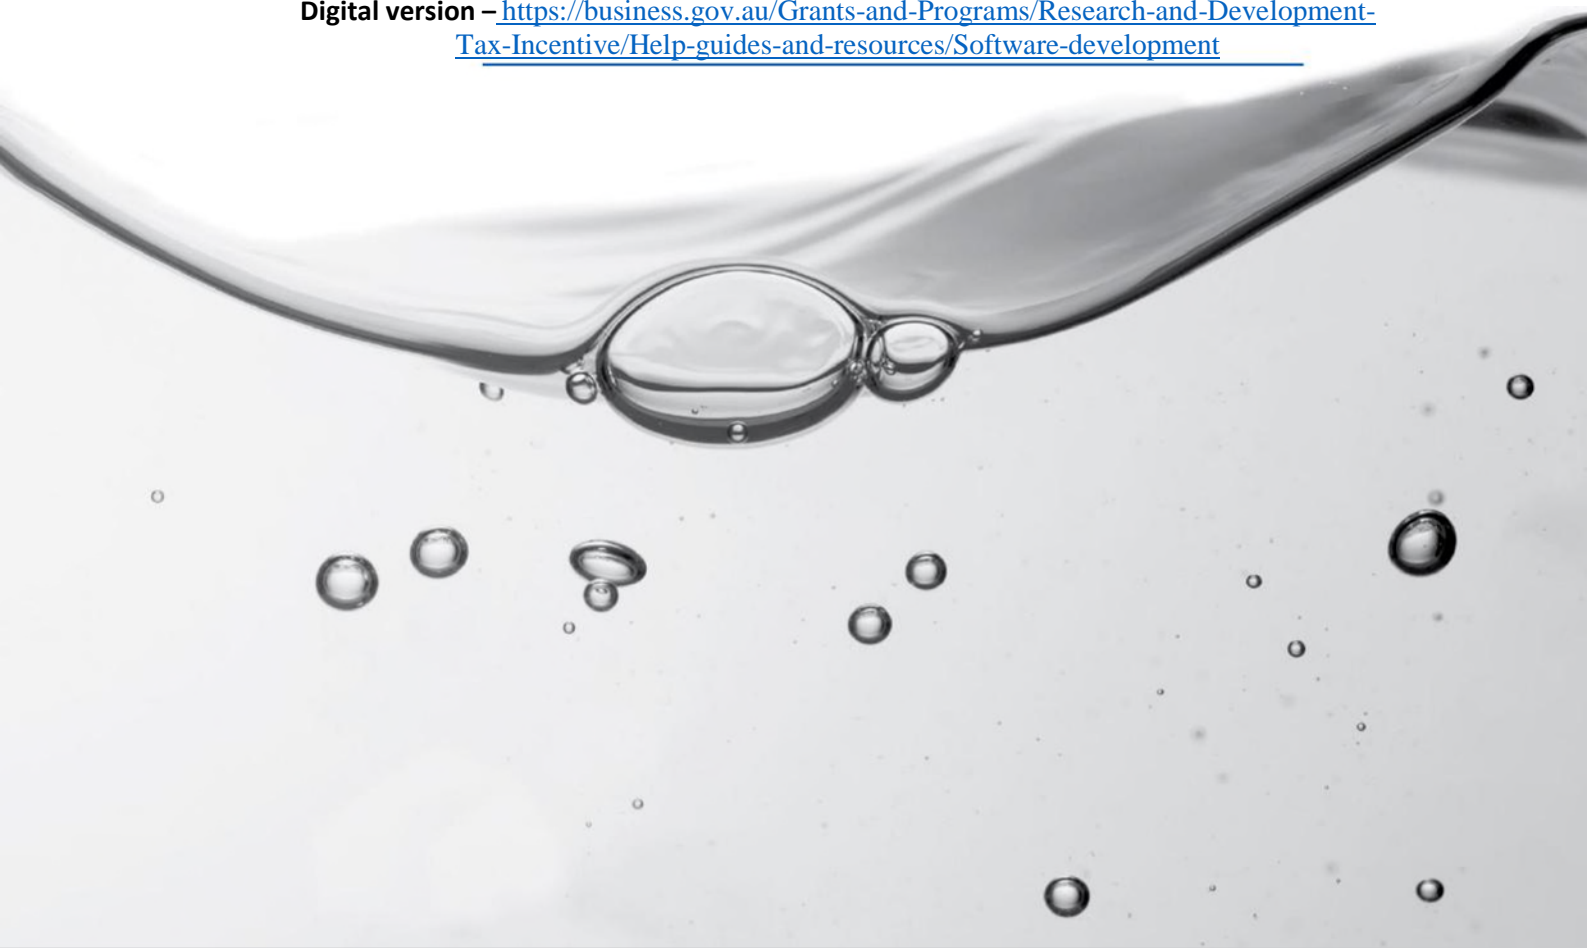 Digital version – https://business.gov.au/Grants-and-Programs/Research-and-Development-
Tax-Incentive/Help-guides-and-resources/Software-development